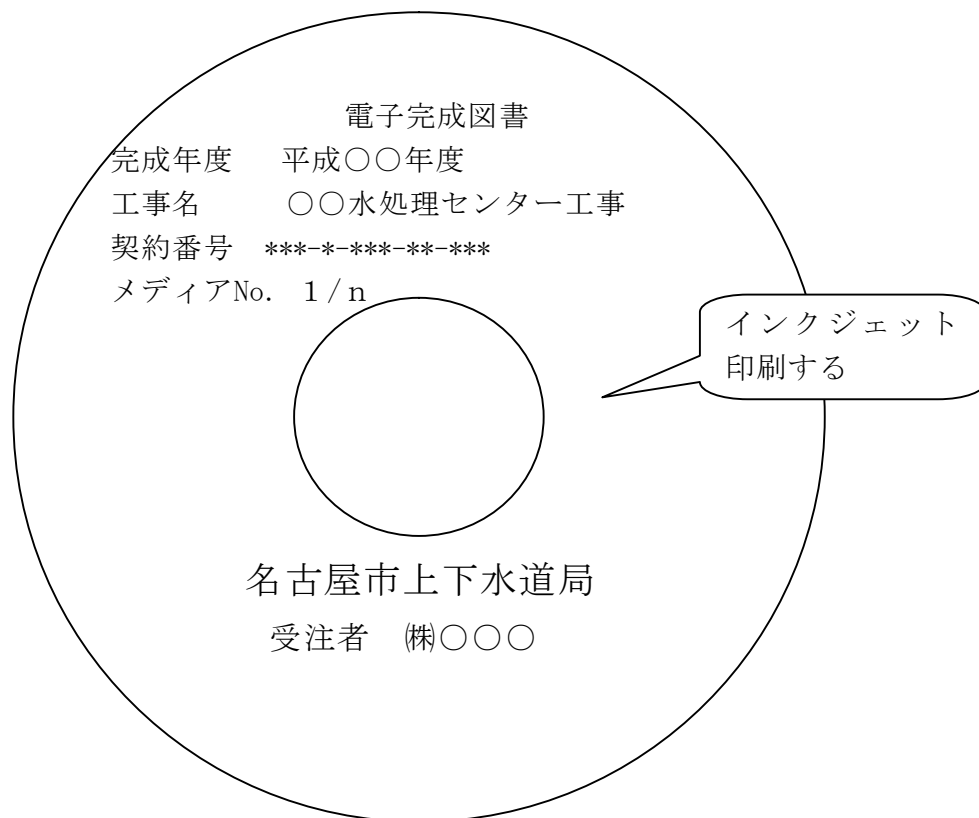 電子完成図書
完成年度　平成○○年度
工事名　○○水処理センター工事
契約番号　***-*-***-**-***
メディアNo.　１/ｎ
インクジェット
印刷する
名古屋市上下水道局
受注者　㈱○○○